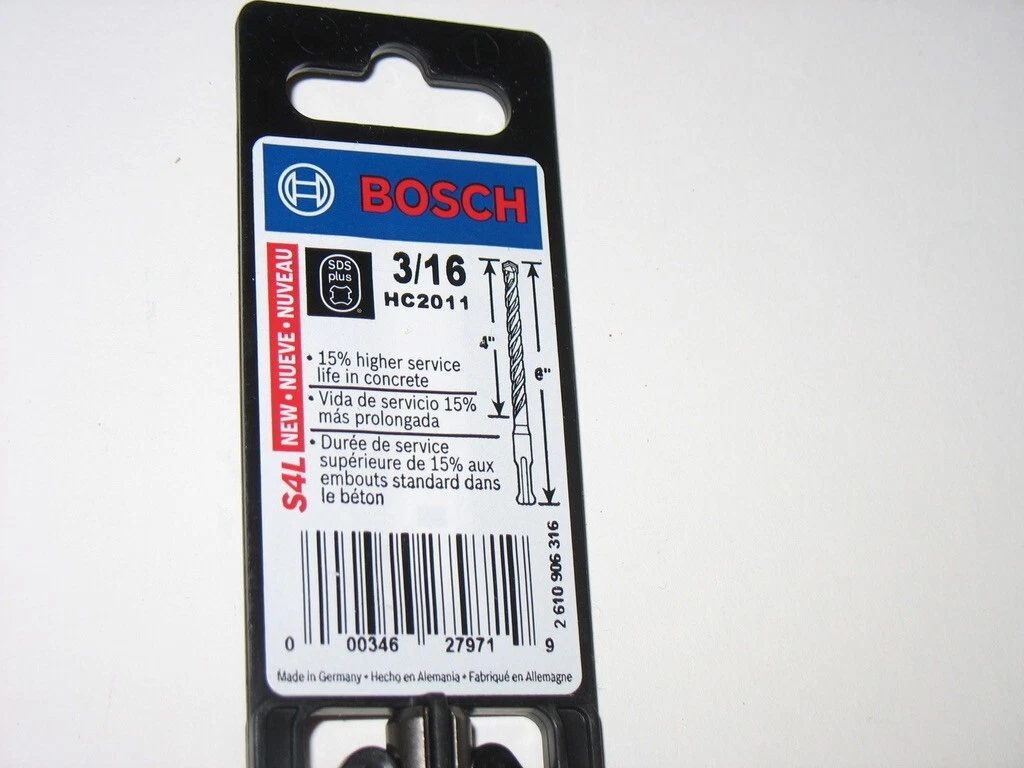 BOSCH
SDS
plus
3/16
HC2011
NEW • NUEVE • NUVEAU
S4L
4"
6"
• 15% higher service
life in concrete
• Vida de servicio 15%
más prolongada
• Durée de service
supérieure de 15% aux
embouts standard dans
le béton
2 610 906 316
0 00346 27971 9
Made in Germany • Hecho en Alemania • Fabriqué en Allemagne